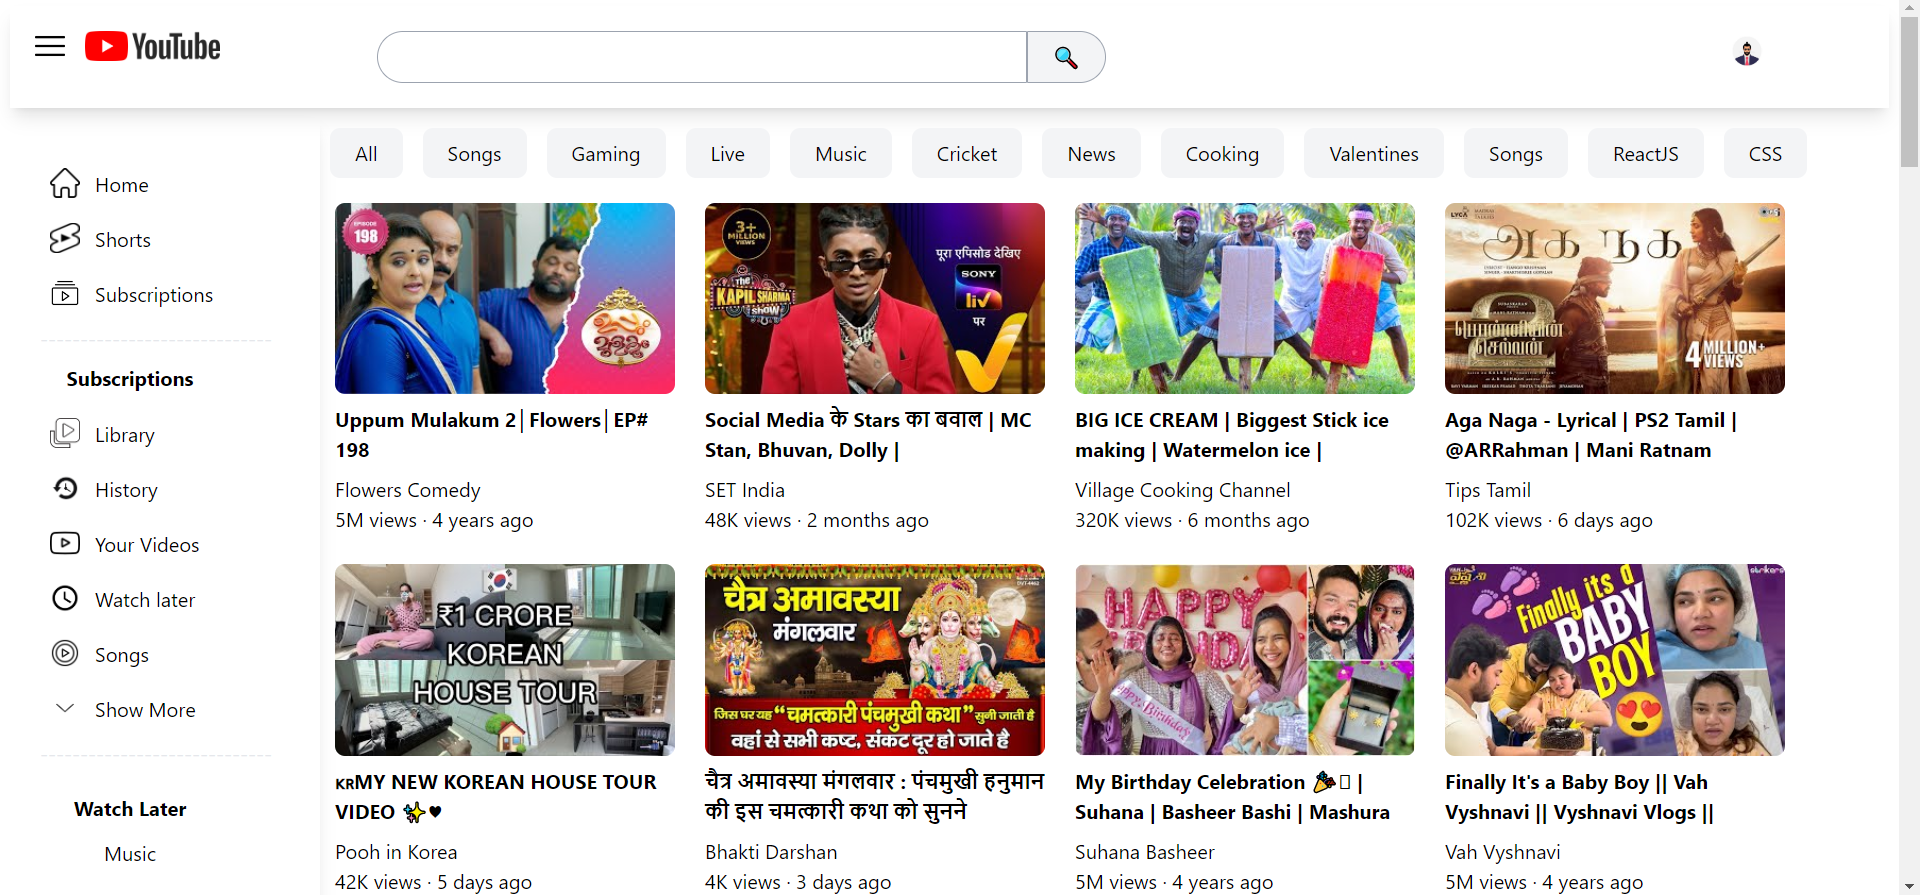 YouTube
All
Songs
Gaming
Live
Music
Cricket
News
Cooking
Valentines
Songs
ReactJS
CSS
Home
Shorts
Subscriptions
Subscriptions
Library
History
Your Videos
Watch later
Songs
Show More
Watch Later
Music
EPISODE
198
Uppum Mulakum 2│Flowers│EP#
198
Flowers Comedy
5M views · 4 years ago
3+
MILLION
VIEWS
The
KAPIL SHARMA
Show
पूरा एपिसोड देखिए
SONY
liv
पर
Social Media के Stars का बवाल | MC
Stan, Bhuvan, Dolly |
SET India
48K views · 2 months ago
BIG ICE CREAM | Biggest Stick ice
making | Watermelon ice |
Village Cooking Channel
320K views · 6 months ago
LYCA
அக நக
பொன்னியின்
செல்வன்
4 MILLION+
VIEWS
Aga Naga - Lyrical | PS2 Tamil |
@ARRahman | Mani Ratnam
Tips Tamil
102K views · 6 days ago
₹1 CRORE
KOREAN
HOUSE TOUR
ĸʀMY NEW KOREAN HOUSE TOUR
VIDEO ✨♥
Pooh in Korea
42K views · 5 days ago
चैत्र अमावस्या
मंगलवार
जिस घर यह “चमत्कारी पंचमुखी कथा” सुनी जाती है
वहां से सभी कष्ट, संकट दूर हो जाते है
चैत्र अमावस्या मंगलवार : पंचमुखी हनुमान
की इस चमत्कारी कथा को सुनने
Bhakti Darshan
4K views · 3 days ago
HAPPY
Happy Birthday
My Birthday Celebration 🎉 |
Suhana | Basheer Bashi | Mashura
Suhana Basheer
5M views · 4 years ago
Finally its a
BABY
BOY
strikers
Finally It's a Baby Boy || Vah
Vyshnavi || Vyshnavi Vlogs ||
Vah Vyshnavi
5M views · 4 years ago